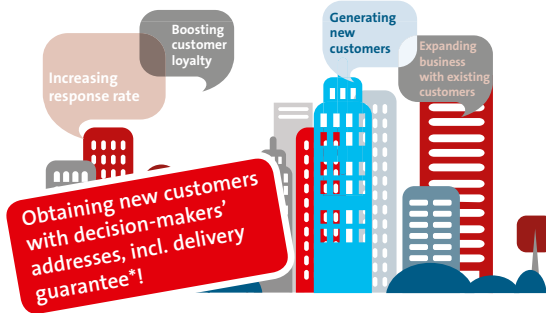 Boosting
customer
loyalty
Generating
new
customers
Increasing
response rate
Expanding
business
with existing
customers
Obtaining new customers
with decision-makers'
addresses, incl. delivery
guarantee*!